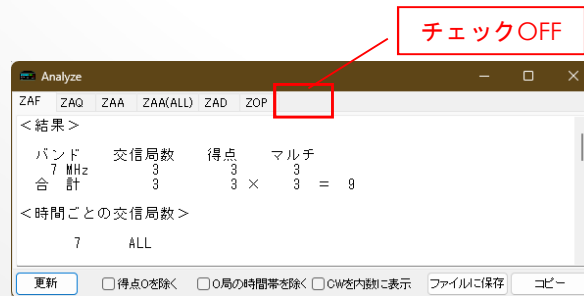 チェックOFF
Analyze
ZAF ZAQ ZAA ZAA(ALL) ZAD ZOP
<結果>
バンド 交信局数 得点 マルチ
7 MHz 3 3 3
合 計 3 3 × 3 = 9
<時間ごとの交信局数>
7 ALL
更新 得点0を除く 0局の時間帯を除く CWを内数に表示 ファイルに保存 コピー